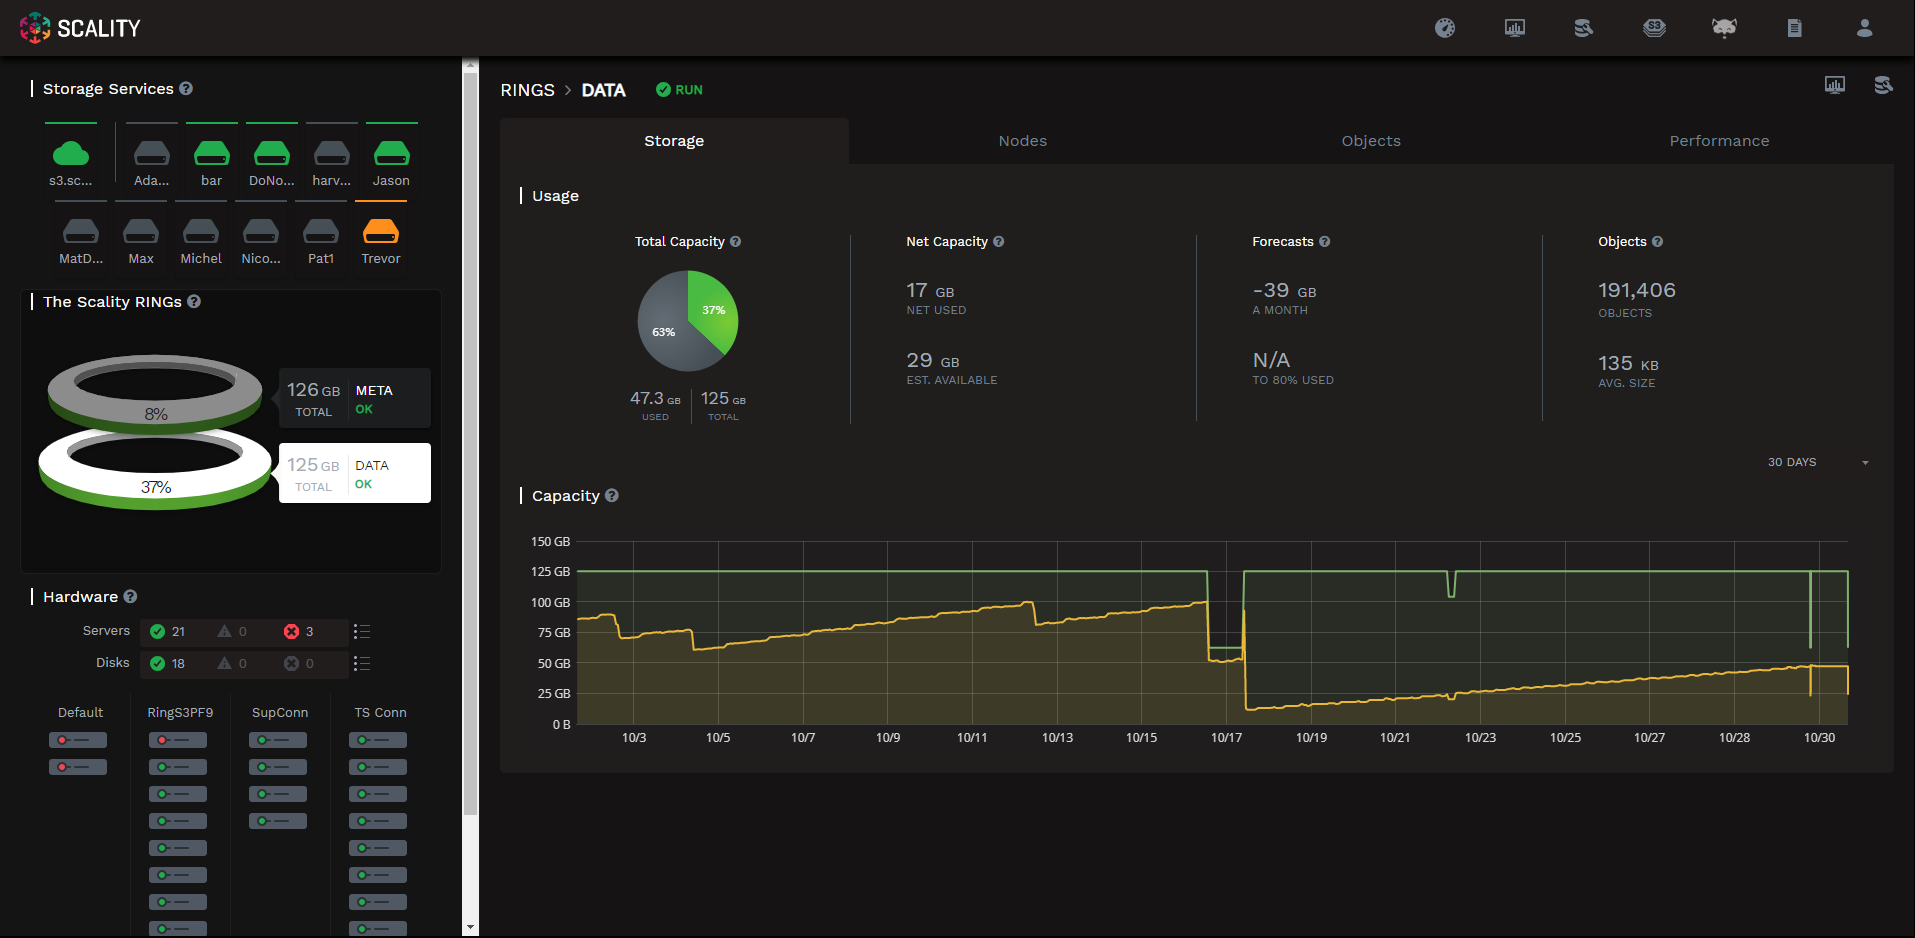 SCALITY
S3
Storage Services ?
s3.sc...
Ada...
bar
DoNo...
harv...
Jason
MatD...
Max
Michel
Nico...
Pat1
Trevor
The Scality RINGs ?
8%
126 GB
TOTAL
META
OK
37%
125 GB
TOTAL
DATA
OK
Hardware ?
Servers 21 0 3
Disks 18 0 0
Default RingS3PF9 SupConn TS Conn
RINGS > DATA RUN
Storage Nodes Objects Performance
Usage
Total Capacity ?
37%
63%
47.3 GB
USED
125 GB
TOTAL
Net Capacity ?
17 GB
NET USED
29 GB
EST. AVAILABLE
Forecasts ?
-39 GB
A MONTH
N/A
TO 80% USED
Objects ?
191,406
OBJECTS
135 KB
AVG. SIZE
30 DAYS
Capacity ?
150 GB
125 GB
100 GB
75 GB
50 GB
25 GB
0 B
10/3 10/5 10/7 10/9 10/11 10/13 10/15 10/17 10/19 10/21 10/23 10/25 10/27 10/28 10/30